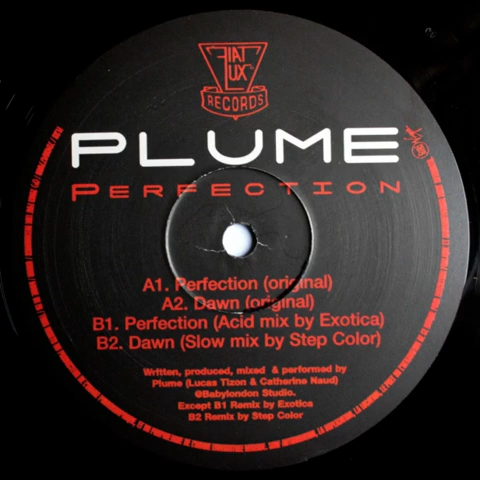 FIAT
LUX
RECORDS
PLUME
PERFECTION
A1. Perfection (original)
A2. Dawn (original)
B1. Perfection (Acid mix by Exotica)
B2. Dawn (Slow mix by Step Color)
Written, produced, mixed & performed by
Plume (Lucas Tizon & Catherine Naud)
@Babylondon Studio.
Except B1 Remix by Exotica
B2 Remix by Step Color